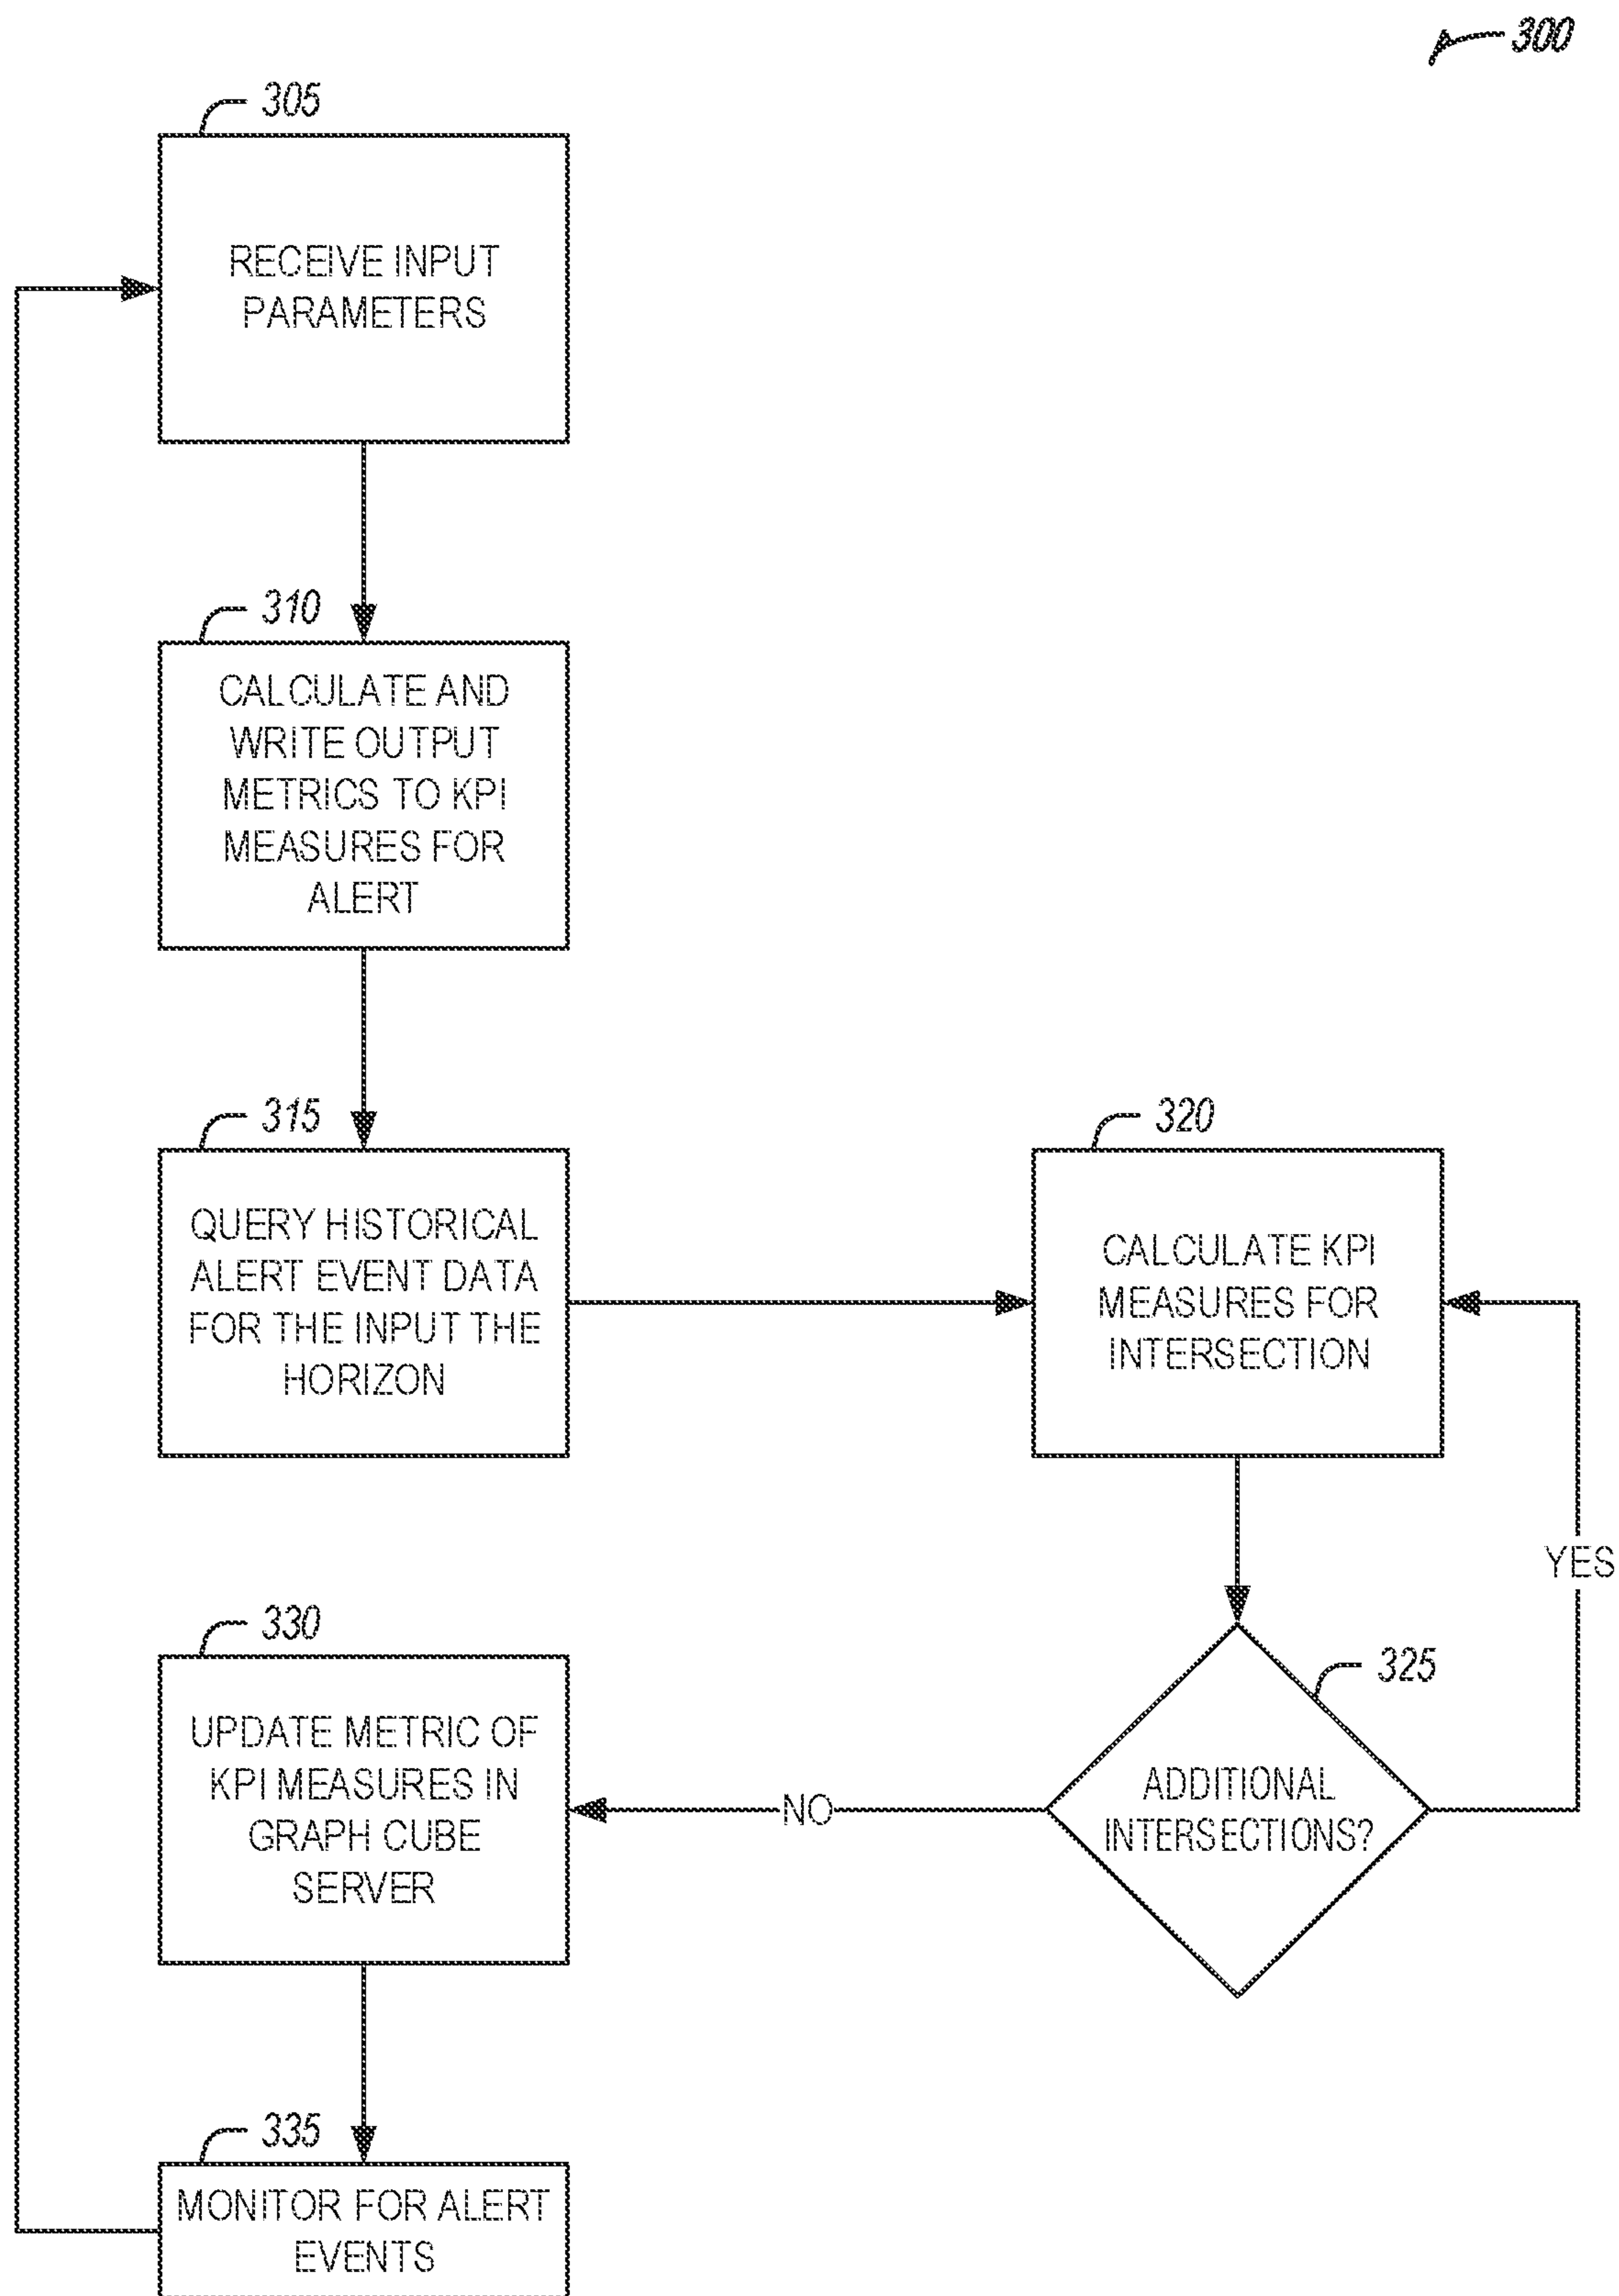 300
305
RECEIVE INPUT
PARAMETERS
310
CALCULATE AND
WRITE OUTPUT
METRICS TO KPI
MEASURES FOR
ALERT
315
QUERY HISTORICAL
ALERT EVENT DATA
FOR THE INPUT THE
HORIZON
320
CALCULATE KPI
MEASURES FOR
INTERSECTION
YES
325
ADDITIONAL
INTERSECTIONS?
NO
330
UPDATE METRIC OF
KPI MEASURES IN
GRAPH CUBE
SERVER
335
MONITOR FOR ALERT
EVENTS